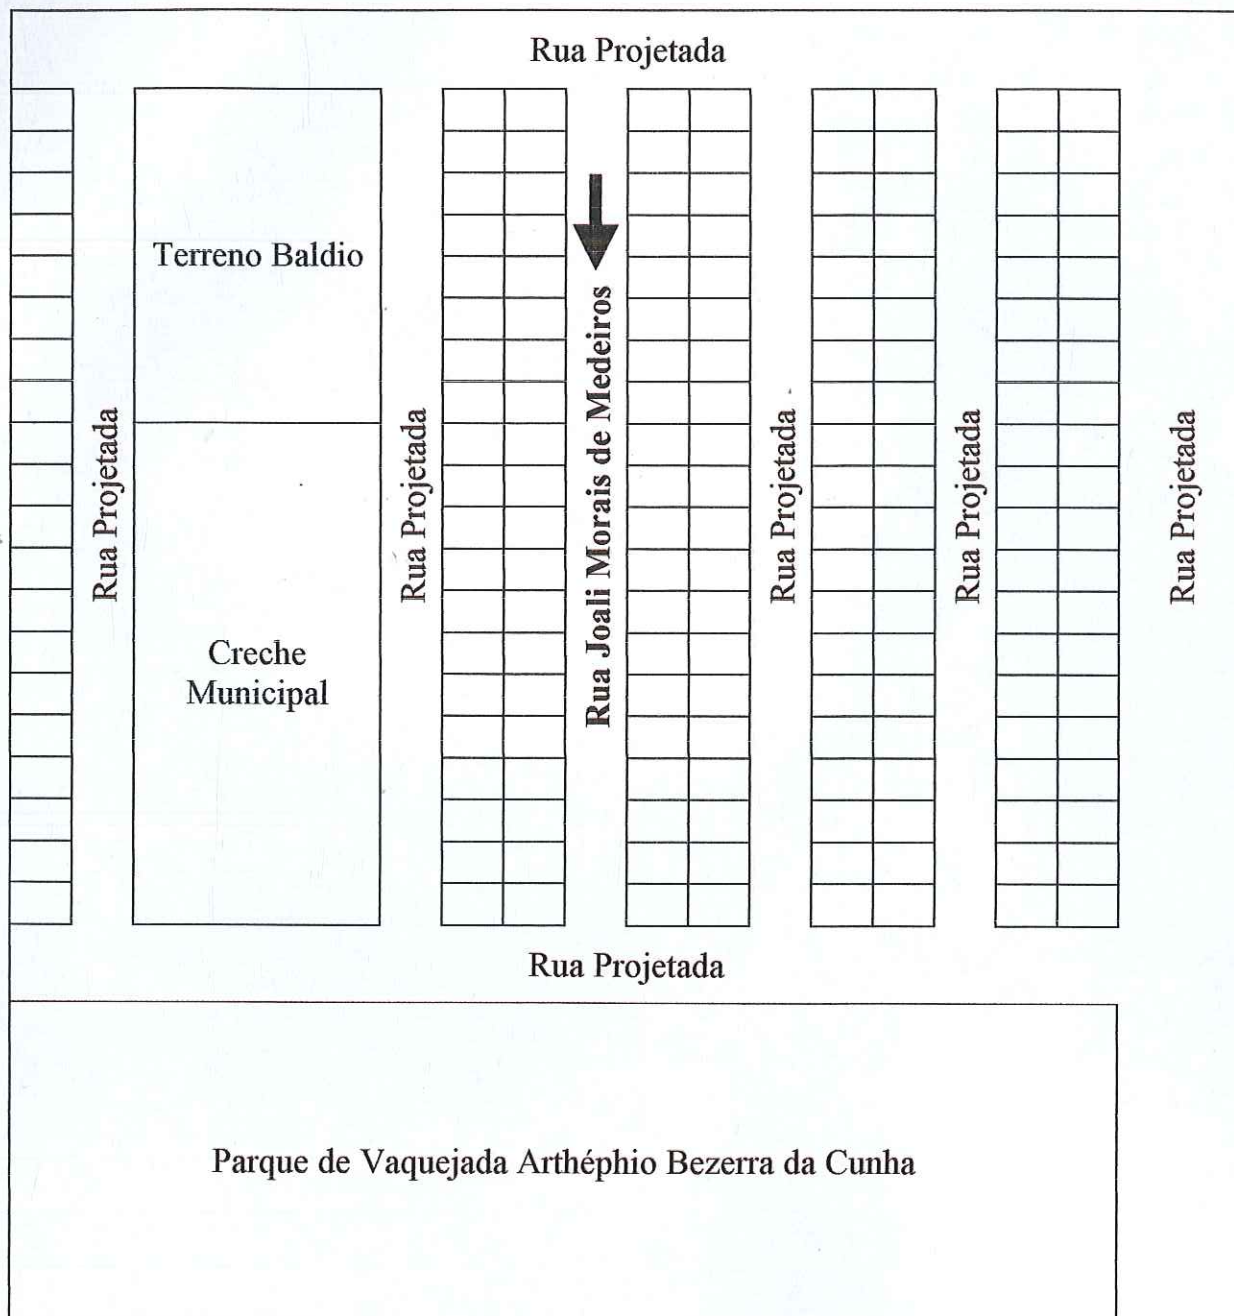 Rua Projetada
Terreno Baldio
Rua Projetada
Creche
Municipal
Rua Projetada
Rua Joali Morais de Medeiros
Rua Projetada
Rua Projetada
Rua Projetada
Rua Projetada
Parque de Vaquejada Arthéphio Bezerra da Cunha